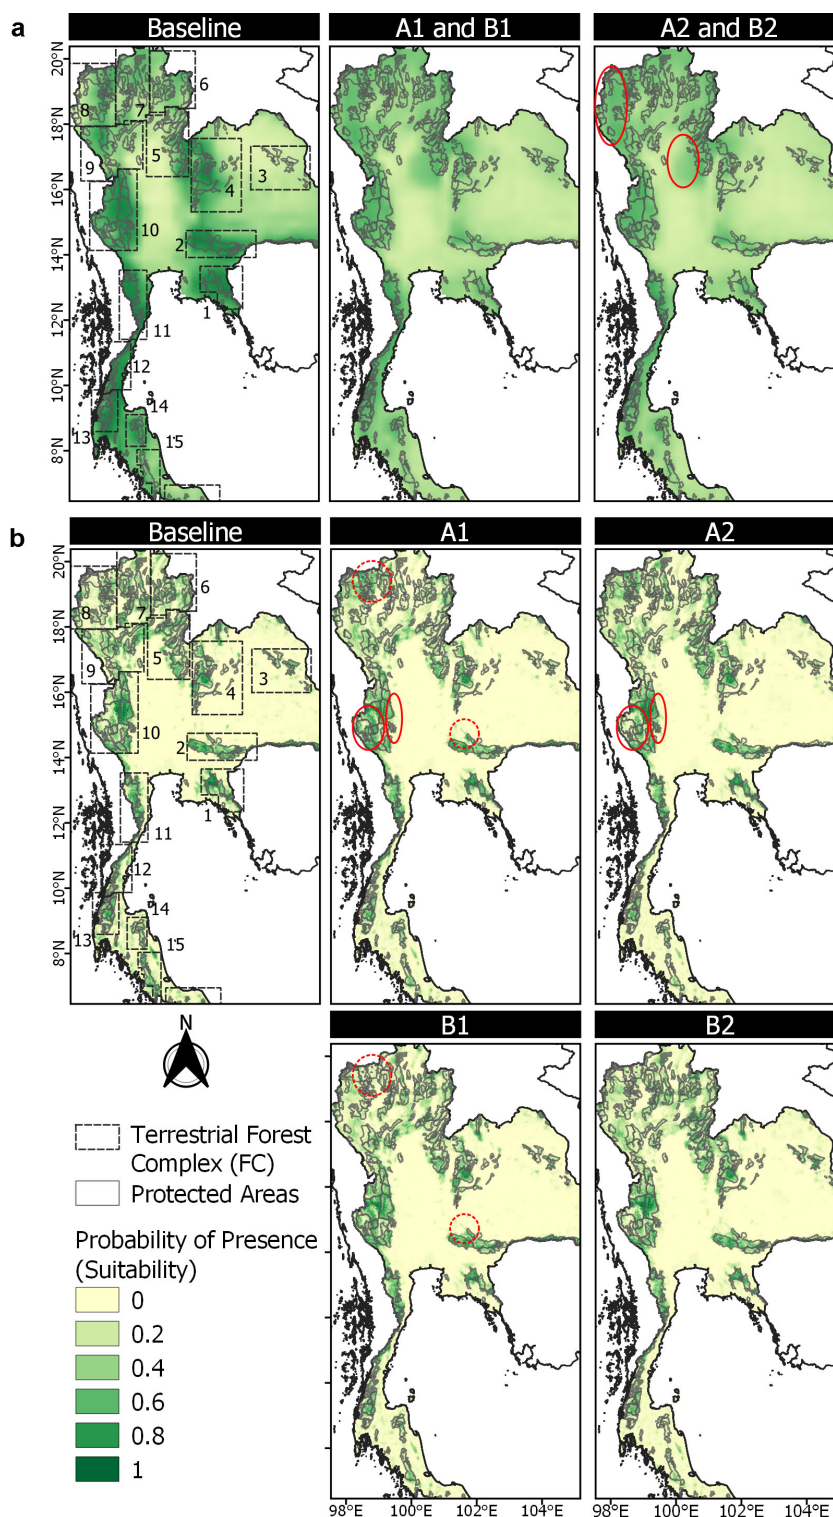 a
Baseline
A1 and B1
A2 and B2
20°N
18°N
16°N
14°N
12°N
10°N
8°N
6
8
7
5
9
4
3
10
2
1
11
12
14
13
15
b
Baseline
A1
A2
20°N
18°N
16°N
14°N
12°N
10°N
8°N
6
8
7
5
9
4
3
10
2
1
11
12
14
13
15
B1
B2
N
Terrestrial Forest
Complex (FC)
Protected Areas
Probability of Presence
(Suitability)
0
0.2
0.4
0.6
0.8
1
98°E 100°E 102°E 104°E
98°E 100°E 102°E 104°E